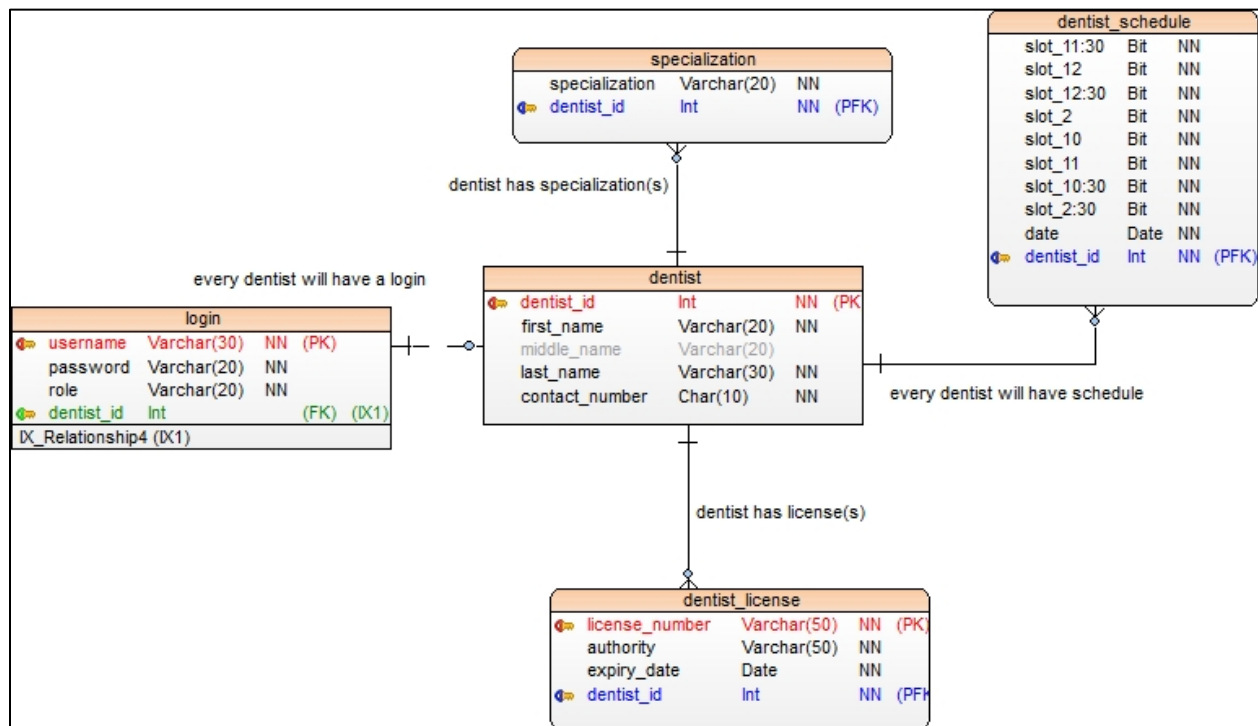 specialization
specialization Varchar(20) NN
dentist_id Int NN (PFK)
dentist_schedule
slot_11:30 Bit NN
slot_12 Bit NN
slot_12:30 Bit NN
slot_2 Bit NN
slot_10 Bit NN
slot_11 Bit NN
slot_10:30 Bit NN
slot_2:30 Bit NN
date Date NN
dentist_id Int NN (PFK)
dentist has specialization(s)
every dentist will have a login
login
username Varchar(30) NN (PK)
password Varchar(20) NN
role Varchar(20) NN
dentist_id Int (FK) (IX1)
IX_Relationship4 (IX1)
dentist
dentist_id Int NN (PK
first_name Varchar(20) NN
middle_name Varchar(20)
last_name Varchar(30) NN
contact_number Char(10) NN
every dentist will have schedule
dentist has license(s)
dentist_license
license_number Varchar(50) NN (PK)
authority Varchar(50) NN
expiry_date Date NN
dentist_id Int NN (PFK